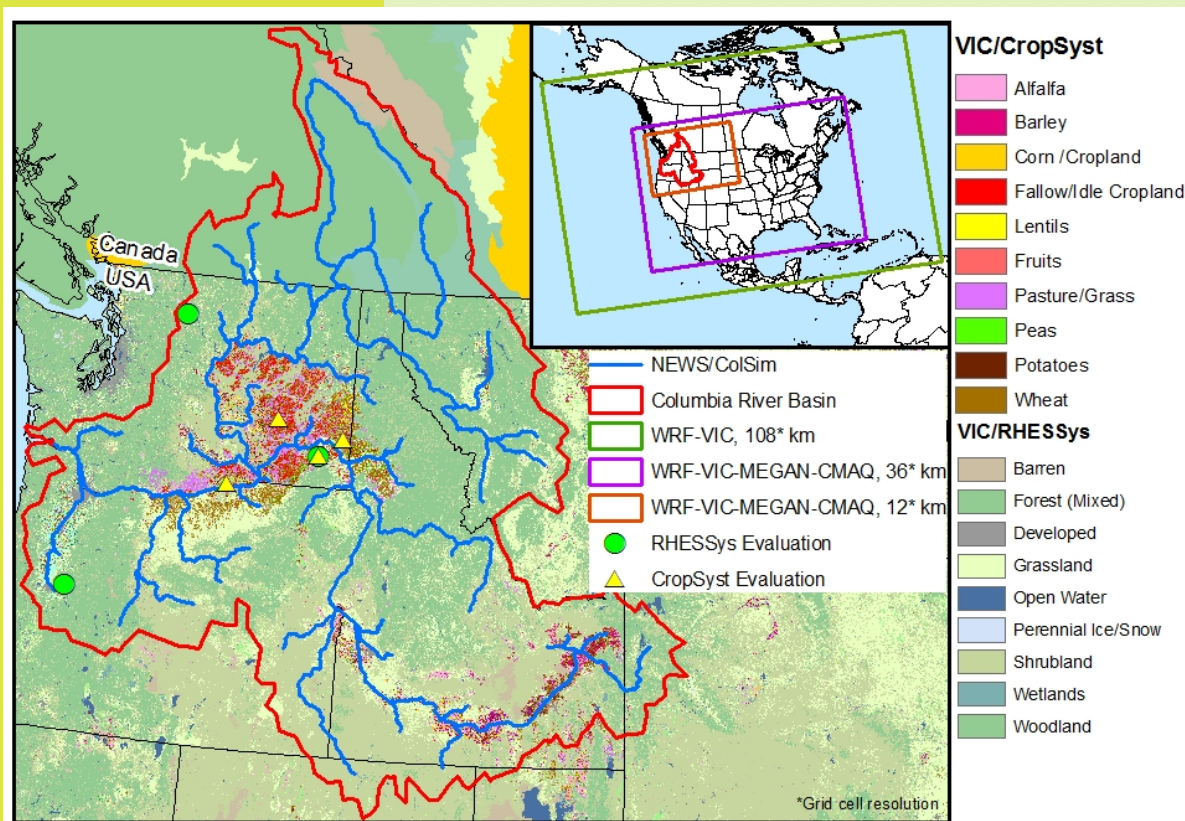 Canada
USA
NEWS/ColSim
Columbia River Basin
WRF-VIC, 108* km
WRF-VIC-MEGAN-CMAQ, 36* km
WRF-VIC-MEGAN-CMAQ, 12* km
RHESSys Evaluation
CropSyst Evaluation
*Grid cell resolution
VIC/CropSyst
Alfalfa
Barley
Corn /Cropland
Fallow/Idle Cropland
Lentils
Fruits
Pasture/Grass
Peas
Potatoes
Wheat
VIC/RHESSys
Barren
Forest (Mixed)
Developed
Grassland
Open Water
Perennial Ice/Snow
Shrubland
Wetlands
Woodland